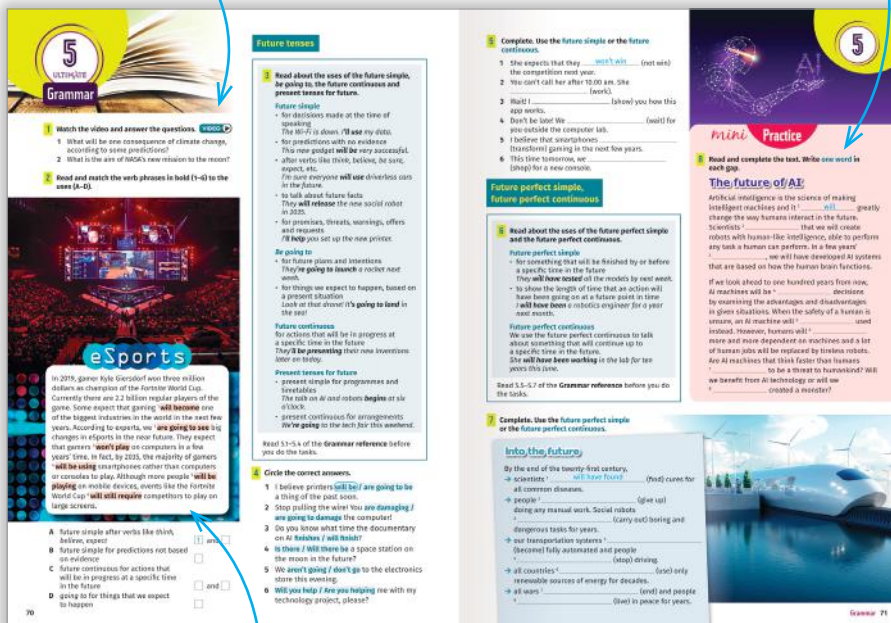 5
ULTIMATE
Grammar
1 Watch the video and answer the questions. VIDEO
1 What will be one consequence of climate change,
according to some predictions?
2 What is the aim of NASA's new mission to the moon?
2 Read and match the verb phrases in bold (1–6) to the
uses (A–D).
eSports
In 2019, gamer Kyle Giersdorf won three million
dollars as champion of the Fortnite World Cup.
Currently there are 2.2 billion regular players of the
game. Some expect that gaming 1will become one
of the biggest industries in the world in the next few
years. According to experts, we 2are going to see big
changes in eSports in the near future. They expect
that gamers 3won't play on computers in a few
years' time. In fact, by 2035, the majority of gamers
4will be using smartphones rather than computers
or consoles to play. Although more people 5will be
playing on mobile devices, events like the Fortnite
World Cup 6will still require competitors to play on
large screens.
A future simple after verbs like think,
believe, expect 1 and
B future simple for predictions not based
on evidence
C future continuous for actions that
will be in progress at a specific time
in the future and
D going to for things that we expect
to happen
70
Future tenses
3 Read about the uses of the future simple,
be going to, the future continuous and
present tenses for future.
Future simple
• for decisions made at the time of
speaking
The Wi-Fi is down. I'll use my data.
• for predictions with no evidence
This new gadget will be very successful.
• after verbs like think, believe, be sure,
expect, etc.
I'm sure everyone will use driverless cars
in the future.
• to talk about future facts
They will release the new social robot
in 2035.
• for promises, threats, warnings, offers
and requests
I'll help you set up the new printer.
Be going to
• for future plans and intentions
They're going to launch a rocket next
week.
• for things we expect to happen, based on
a present situation
Look at that drone! It's going to land in
the sea!
Future continuous
for actions that will be in progress at
a specific time in the future
They'll be presenting their new inventions
later on today.
Present tenses for future
• present simple for programmes and
timetables
The talk on AI and robots begins at six
o'clock.
• present continuous for arrangements
We're going to the tech fair this weekend.
Read 5.1–5.4 of the Grammar reference before
you do the tasks.
4 Circle the correct answers.
1 I believe printers will be / are going to be
a thing of the past soon.
2 Stop pulling the wire! You are damaging /
are going to damage the computer!
3 Do you know what time the documentary
on AI finishes / will finish?
4 Is there / Will there be a space station on
the moon in the future?
5 We aren't going / don't go to the electronics
store this evening.
6 Will you help / Are you helping me with my
technology project, please?
5 Complete. Use the future simple or the future
continuous.
1 She expects that they won't win (not win)
the competition next year.
2 You can't call her after 10.00 am. She
(work).
3 Wait! I (show) you how this
app works.
4 Don't be late! We (wait) for
you outside the computer lab.
5 I believe that smartphones
(transform) gaming in the next few years.
6 This time tomorrow, we
(shop) for a new console.
Future perfect simple,
future perfect continuous
6 Read about the uses of the future perfect simple
and the future perfect continuous.
Future perfect simple
• for something that will be finished by or before
a specific time in the future
They will have tested all the models by next week.
• to show the length of time that an action will
have been going on at a future point in time
I will have been a robotics engineer for a year
next month.
Future perfect continuous
We use the future perfect continuous to talk
about something that will continue up to
a specific time in the future.
She will have been working in the lab for ten
years this June.
Read 5.5–5.7 of the Grammar reference before you do
the tasks.
7 Complete. Use the future perfect simple
or the future perfect continuous.
Into the future
By the end of the twenty-first century,
→ scientists 1 will have found (find) cures for
all common diseases.
→ people 2 (give up)
doing any manual work. Social robots
3 (carry out) boring and
dangerous tasks for years.
→ our transportation systems 4
(become) fully automated and people
5 (stop) driving.
→ all countries 6 (use) only
renewable sources of energy for decades.
→ all wars 7 (end) and people
8 (live) in peace for years.
5
AI
mini Practice
8 Read and complete the text. Write one word in
each gap.
The future of AI
Artificial intelligence is the science of making
intelligent machines and it 1 will greatly
change the way humans interact in the future.
Scientists 2 that we will create
robots with human-like intelligence, able to perform
any task a human can perform. In a few years'
3 , we will have developed AI systems
that are based on how the human brain functions.
If we look ahead to one hundred years from now,
AI machines will be 4 decisions
by examining the advantages and disadvantages
in given situations. When the safety of a human is
unsure, an AI machine will 5 used
instead. However, humans will 6
more and more dependent on machines and a lot
of human jobs will be replaced by tireless robots.
Are AI machines that think faster than humans
7 to be a threat to humankind? Will
we benefit from AI technology or will we
8 created a monster?
Grammar 71